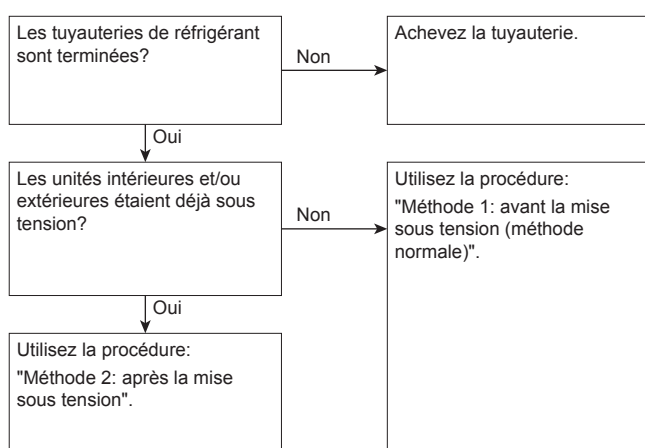 Les tuyauteries de réfrigérant
sont terminées?
Non
Achevez la tuyauterie.
Oui
Les unités intérieures et/ou
extérieures étaient déjà sous
tension?
Non
Utilisez la procédure:
"Méthode 1: avant la mise
sous tension (méthode
normale)".
Oui
Utilisez la procédure:
"Méthode 2: après la mise
sous tension".